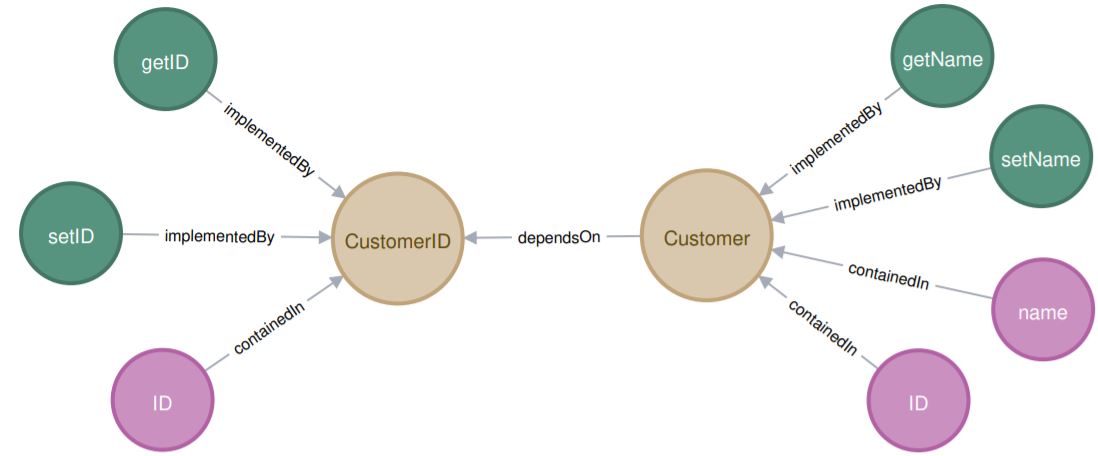 getID
getName
implementedBy
implementedBy
setName
implementedBy
setID
implementedBy
CustomerID
dependsOn
Customer
containedIn
name
containedIn
containedIn
ID
ID